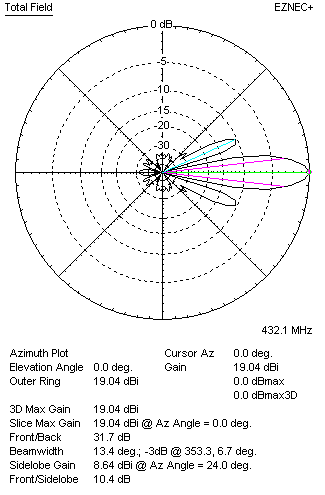 Total Field
EZNEC+
0 dB
-5
-10
-15
-20
-30
432.1 MHz
Azimuth Plot
Cursor Az 0.0 deg.
Elevation Angle 0.0 deg.
Gain 19.04 dBi
Outer Ring 19.04 dBi
0.0 dBmax
0.0 dBmax3D
3D Max Gain 19.04 dBi
Slice Max Gain 19.04 dBi @ Az Angle = 0.0 deg.
Front/Back 31.7 dB
Beamwidth 13.4 deg.; -3dB @ 353.3, 6.7 deg.
Sidelobe Gain 8.64 dBi @ Az Angle = 24.0 deg.
Front/Sidelobe 10.4 dB